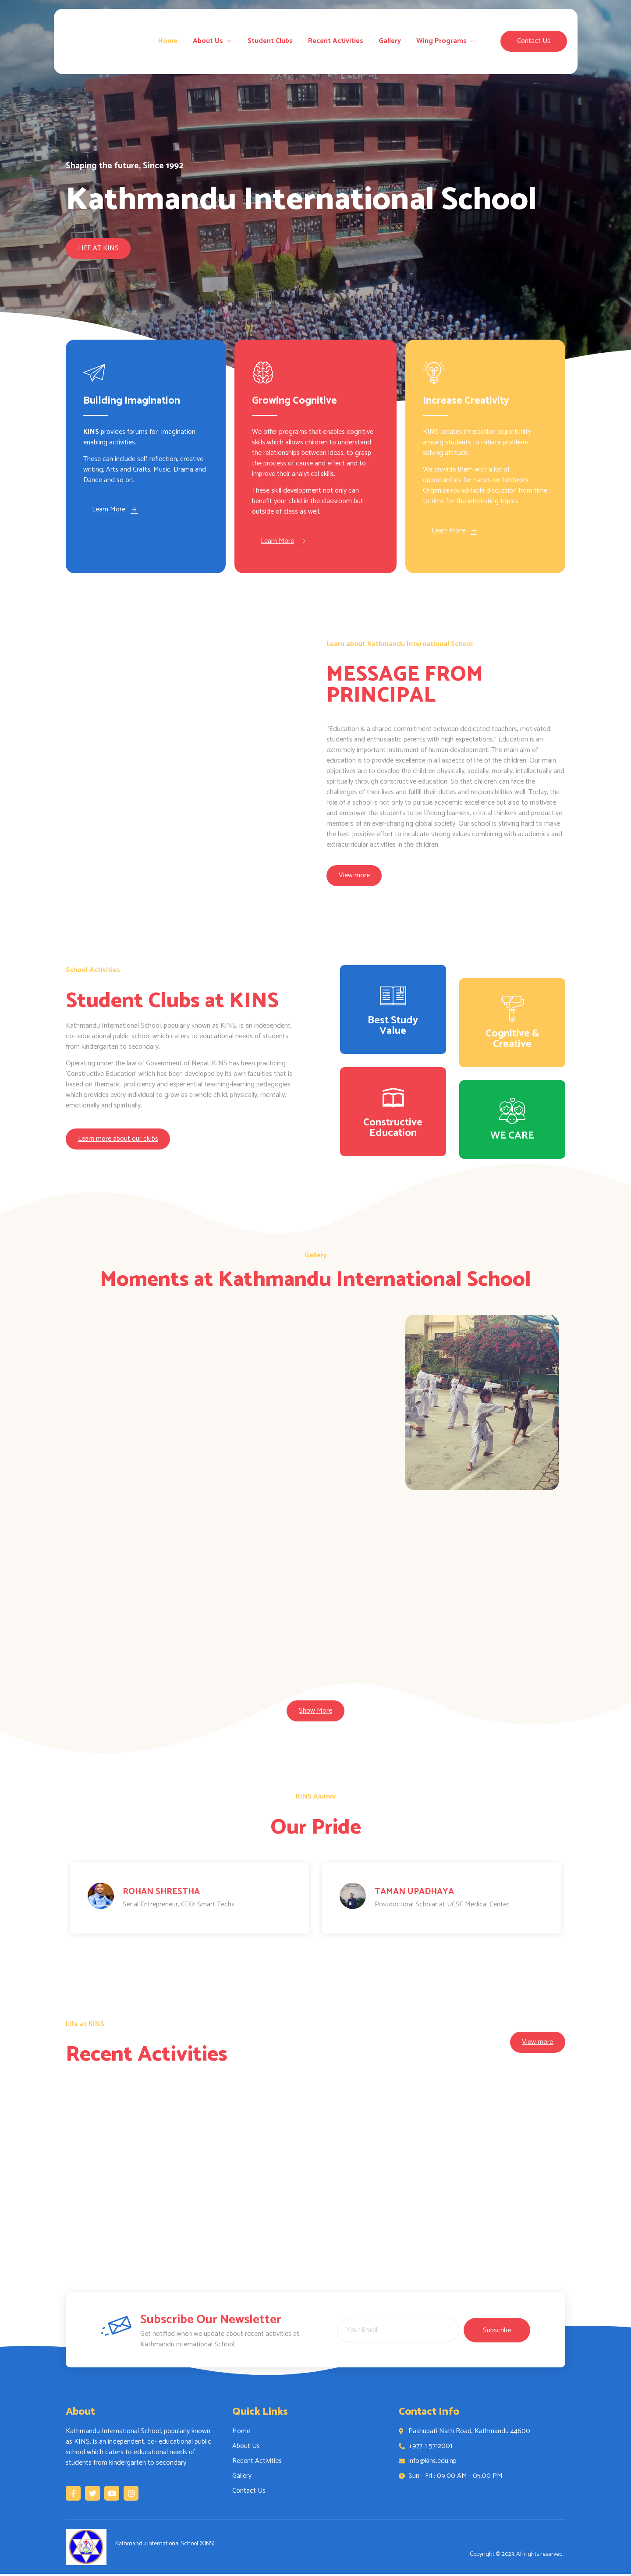 Home
About Us
Student Clubs
Recent Activities
Gallery
Wing Programs
Contact Us
Shaping the future, Since 1992
Kathmandu International School
LIFE AT KINS
Building Imagination
KINS provides forums for imagination-
enabling activities.
These can include self-reflection, creative
writing, Arts and Crafts, Music, Drama and
Dance and so on.
Learn More
Growing Cognitive
We offer programs that enables cognitive
skills which allows children to understand
the relationships between ideas, to grasp
the process of cause and effect and to
improve their analytical skills.
These skill development not only can
benefit your child in the classroom but
outside of class as well.
Learn More
Increase Creativity
KINS creates interaction opportunity
among students to initiate problem-
solving attitude.
We provide them with a lot of
opportunities for hands-on fieldwork.
Organize round-table discussion from time
to time for the interesting topics.
Learn More
Learn about Kathmandu International School
MESSAGE FROM
PRINCIPAL
"Education is a shared commitment between dedicated teachers, motivated
students and enthusiastic parents with high expectations." Education is an
extremely important instrument of human development. The main aim of
education is to provide excellence in all aspects of life of the children. Our main
objectives are to develop the children physically, socially, morally, intellectually and
spiritually through constructive education. So that children can face the
challenges of their lives and fulfill their duties and responsibilities well. Today, the
role of a school is not only to pursue academic excellence but also to motivate
and empower the students to be lifelong learners, critical thinkers and productive
members of an ever-changing global society. Our school is striving hard to make
the best positive effort to inculcate strong values combining with academics and
extracurricular activities in the children.
View more
School Activities
Student Clubs at KINS
Kathmandu International School, popularly known as KINS, is an independent,
co- educational public school which caters to educational needs of students
from kindergarten to secondary.
Operating under the law of Government of Nepal, KINS has been practicing
'Constructive Education' which has been developed by its own faculties that is
based on thematic, proficiency and experiential teaching-learning pedagogies
which provides every individual to grow as a whole child, physically, mentally,
emotionally and spiritually.
Learn more about our clubs
Best Study
Value
Cognitive &
Creative
Constructive
Education
WE CARE
Gallery
Moments at Kathmandu International School
Show More
KINS Alumni
Our Pride
ROHAN SHRESTHA
Serial Entrepreneur, CEO: Smart Techs
TAMAN UPADHAYA
Postdoctoral Scholar at UCSF Medical Center
Life at KINS
Recent Activities
View more
Subscribe Our Newsletter
Get notified when we update about recent activities at
Kathmandu international School.
Your Email
Subscribe
About
Kathmandu International School, popularly known
as KINS, is an independent, co- educational public
school which caters to educational needs of
students from kindergarten to secondary.
Quick Links
Home
About Us
Recent Activities
Gallery
Contact Us
Contact Info
Pashupati Nath Road, Kathmandu 44600
+977-1-5712001
info@kins.edu.np
Sun - Fri : 09.00 AM - 05.00 PM
Kathmandu International School (KINS)
Copyright © 2023. All rights reserved.